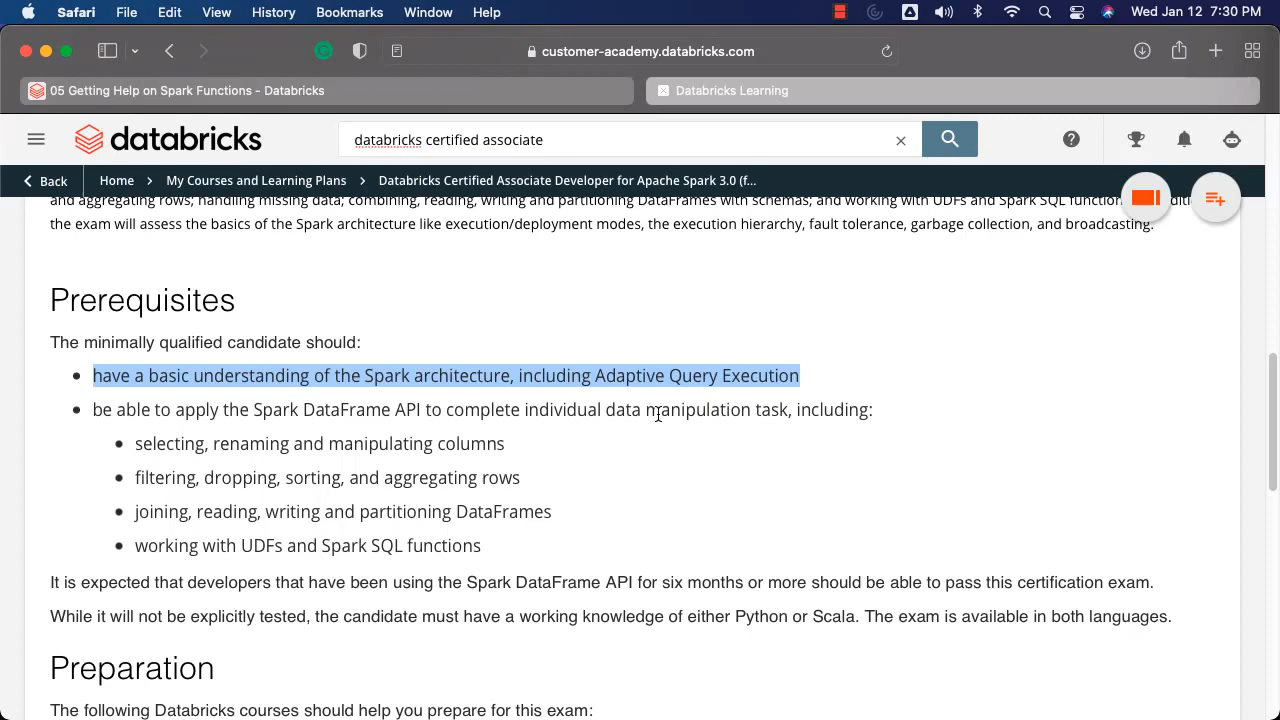 Safari File Edit View History Bookmarks Window Help Wed Jan 12 7:30 PM
customer-academy.databricks.com
05 Getting Help on Spark Functions - Databricks Databricks Learning
databricks databricks certified associate
Back Home My Courses and Learning Plans Databricks Certified Associate Developer for Apache Spark 3.0 (f...
and aggregating rows; handling missing data; combining, reading, writing and partitioning DataFrames with schemas; and working with UDFs and Spark SQL function
the exam will assess the basics of the Spark architecture like execution/deployment modes, the execution hierarchy, fault tolerance, garbage collection, and broadcasting.
Prerequisites
The minimally qualified candidate should:
• have a basic understanding of the Spark architecture, including Adaptive Query Execution
• be able to apply the Spark DataFrame API to complete individual data manipulation task, including:
• selecting, renaming and manipulating columns
• filtering, dropping, sorting, and aggregating rows
• joining, reading, writing and partitioning DataFrames
• working with UDFs and Spark SQL functions
It is expected that developers that have been using the Spark DataFrame API for six months or more should be able to pass this certification exam.
While it will not be explicitly tested, the candidate must have a working knowledge of either Python or Scala. The exam is available in both languages.
Preparation
The following Databricks courses should help you prepare for this exam: